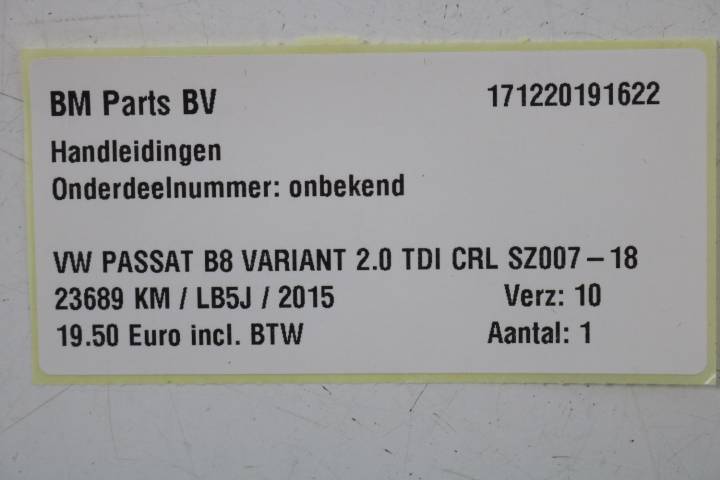 BM Parts BV 171220191622
Handleidingen
Onderdeelnummer: onbekend
VW PASSAT B8 VARIANT 2.0 TDI CRL SZ007-18
23689 KM / LB5J / 2015 Verz: 10
19.50 Euro incl. BTW Aantal: 1